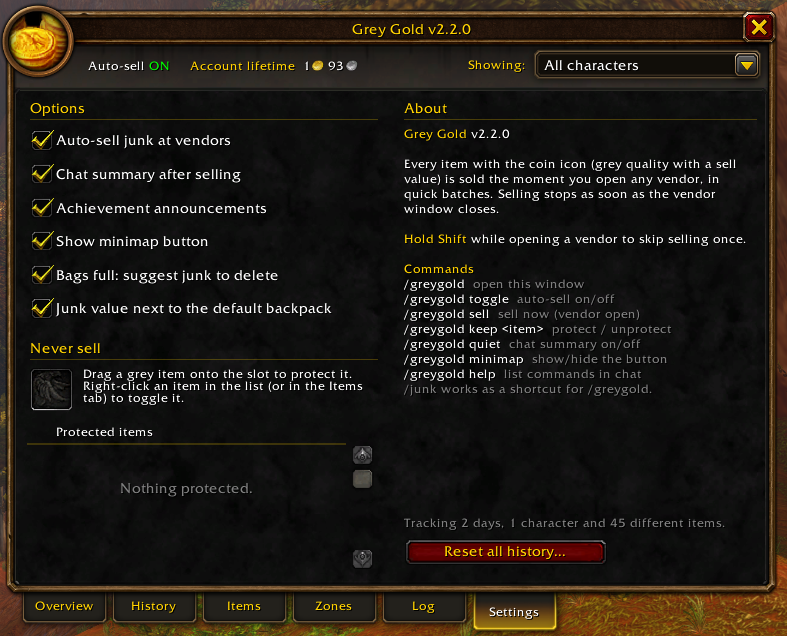 Grey Gold v2.2.0
Auto-sell ON Account lifetime 1 93
Showing: All characters
Options
Auto-sell junk at vendors
Chat summary after selling
Achievement announcements
Show minimap button
Bags full: suggest junk to delete
Junk value next to the default backpack
Never sell
Drag a grey item onto the slot to protect it.
Right-click an item in the list (or in the Items
tab) to toggle it.
Protected items
Nothing protected.
About
Grey Gold v2.2.0
Every item with the coin icon (grey quality with a sell
value) is sold the moment you open any vendor, in
quick batches. Selling stops as soon as the vendor
window closes.
Hold Shift while opening a vendor to skip selling once.
Commands
/greygold open this window
/greygold toggle auto-sell on/off
/greygold sell sell now (vendor open)
/greygold keep <item> protect / unprotect
/greygold quiet chat summary on/off
/greygold minimap show/hide the button
/greygold help list commands in chat
/junk works as a shortcut for /greygold.
Tracking 2 days, 1 character and 45 different items.
Reset all history...
Overview History Items Zones Log Settings